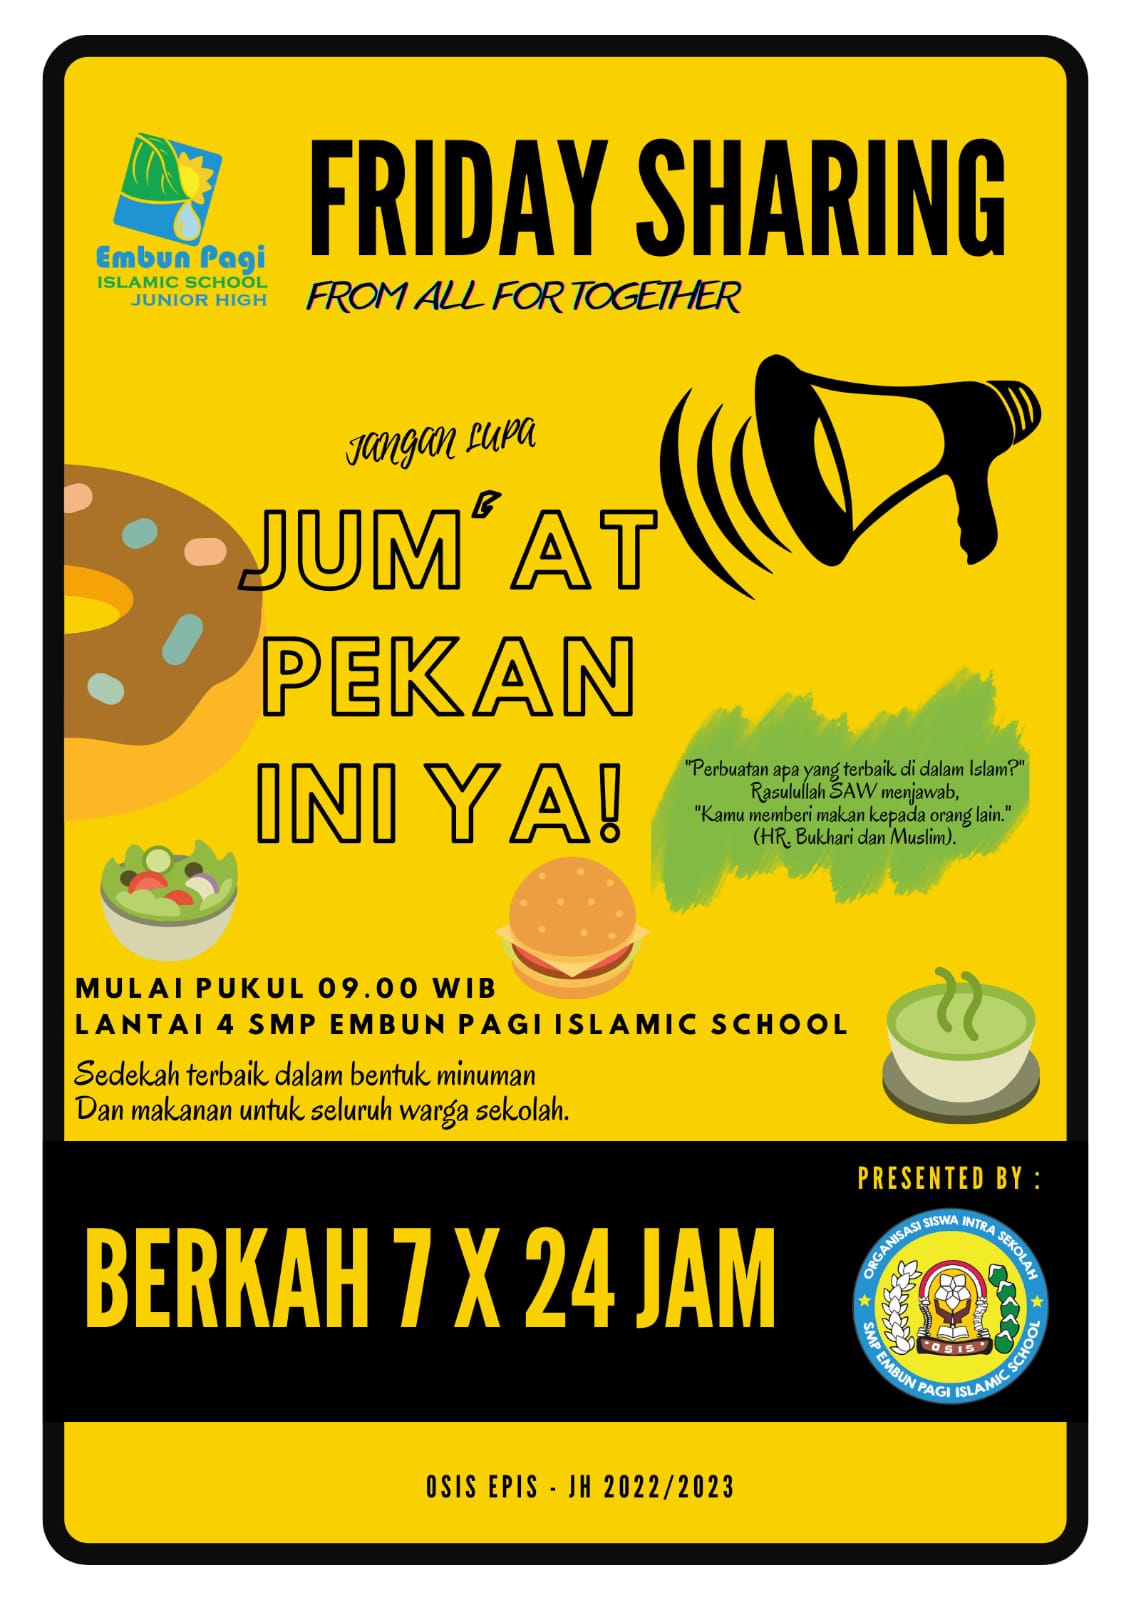 Embun Pagi
ISLAMIC SCHOOL
JUNIOR HIGH
FRIDAY SHARING
FROM ALL FOR TOGETHER
JANGAN LUPA
JUM'AT
PEKAN
INI YA!
"Perbuatan apa yang terbaik di dalam Islam?"
Rasulullah SAW menjawab,
"Kamu memberi makan kepada orang lain."
(HR. Bukhari dan Muslim).
MULAI PUKUL 09.00 WIB
LANTAI 4 SMP EMBUN PAGI ISLAMIC SCHOOL
Sedekah terbaik dalam bentuk minuman
Dan makanan untuk seluruh warga sekolah.
PRESENTED BY :
BERKAH 7 X 24 JAM
ORGANISASI SISWA INTRA SEKOLAH
OSIS
SMP EMBUN PAGI ISLAMIC SCHOOL
OSIS EPIS - JH 2022/2023